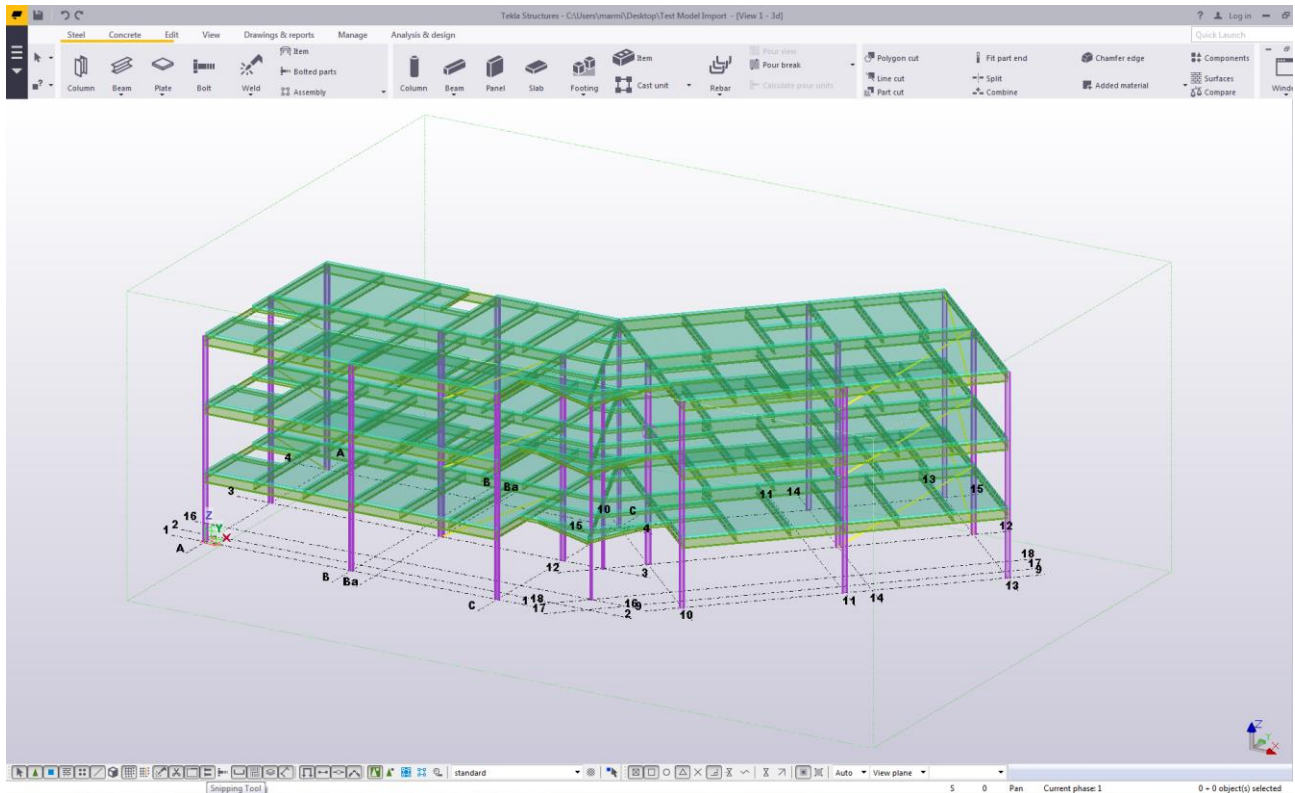 Tekla Structures - C:\Users\marmi\Desktop\Test Model Import - [View 1 - 3d]
? Login
Steel Concrete Edit View Drawings & reports Manage Analysis & design Quick Launch
Column Beam Plate Bolt Weld
Item
Bolted parts
Assembly
Column Beam Panel Slab Footing
Item
Cast unit
Rebar
Pour view
Pour break
Calculate pour units
Polygon cut
Line cut
Part cut
Fit part end
Split
Combine
Chamfer edge
Added material
Components
Surfaces
Compare
Windo
4 A
3
16 Z
1 2 Y
A X
B Ba
10 C
15 4
11 14
13
15
12
B Ba
12
3
18
17
9
C
1 18
17
16 9
2
10
11 14
13
Z
Y
X
standard
Auto
View plane
Snipping Tool
S 0 Pan Current phase: 1 0 + 0 object(s) selected